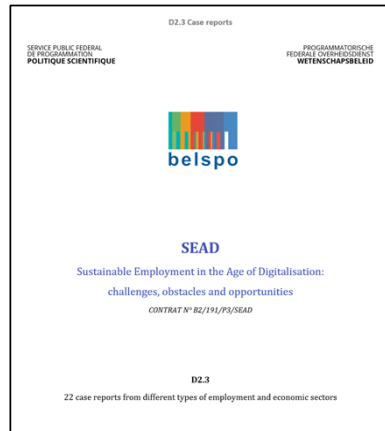 D2.3 Case reports
SERVICE PUBLIC FEDERAL
DE PROGRAMMATION
POLITIQUE SCIENTIFIQUE
PROGRAMMATORISCHE
FEDERALE OVERHEIDSDIENST
WETENSCHAPSBELEID
belspo
SEAD
Sustainable Employment in the Age of Digitalisation:
challenges, obstacles and opportunities
CONTRAT N° B2/191/P3/SEAD
D2.3
22 case reports from different types of employment and economic sectors